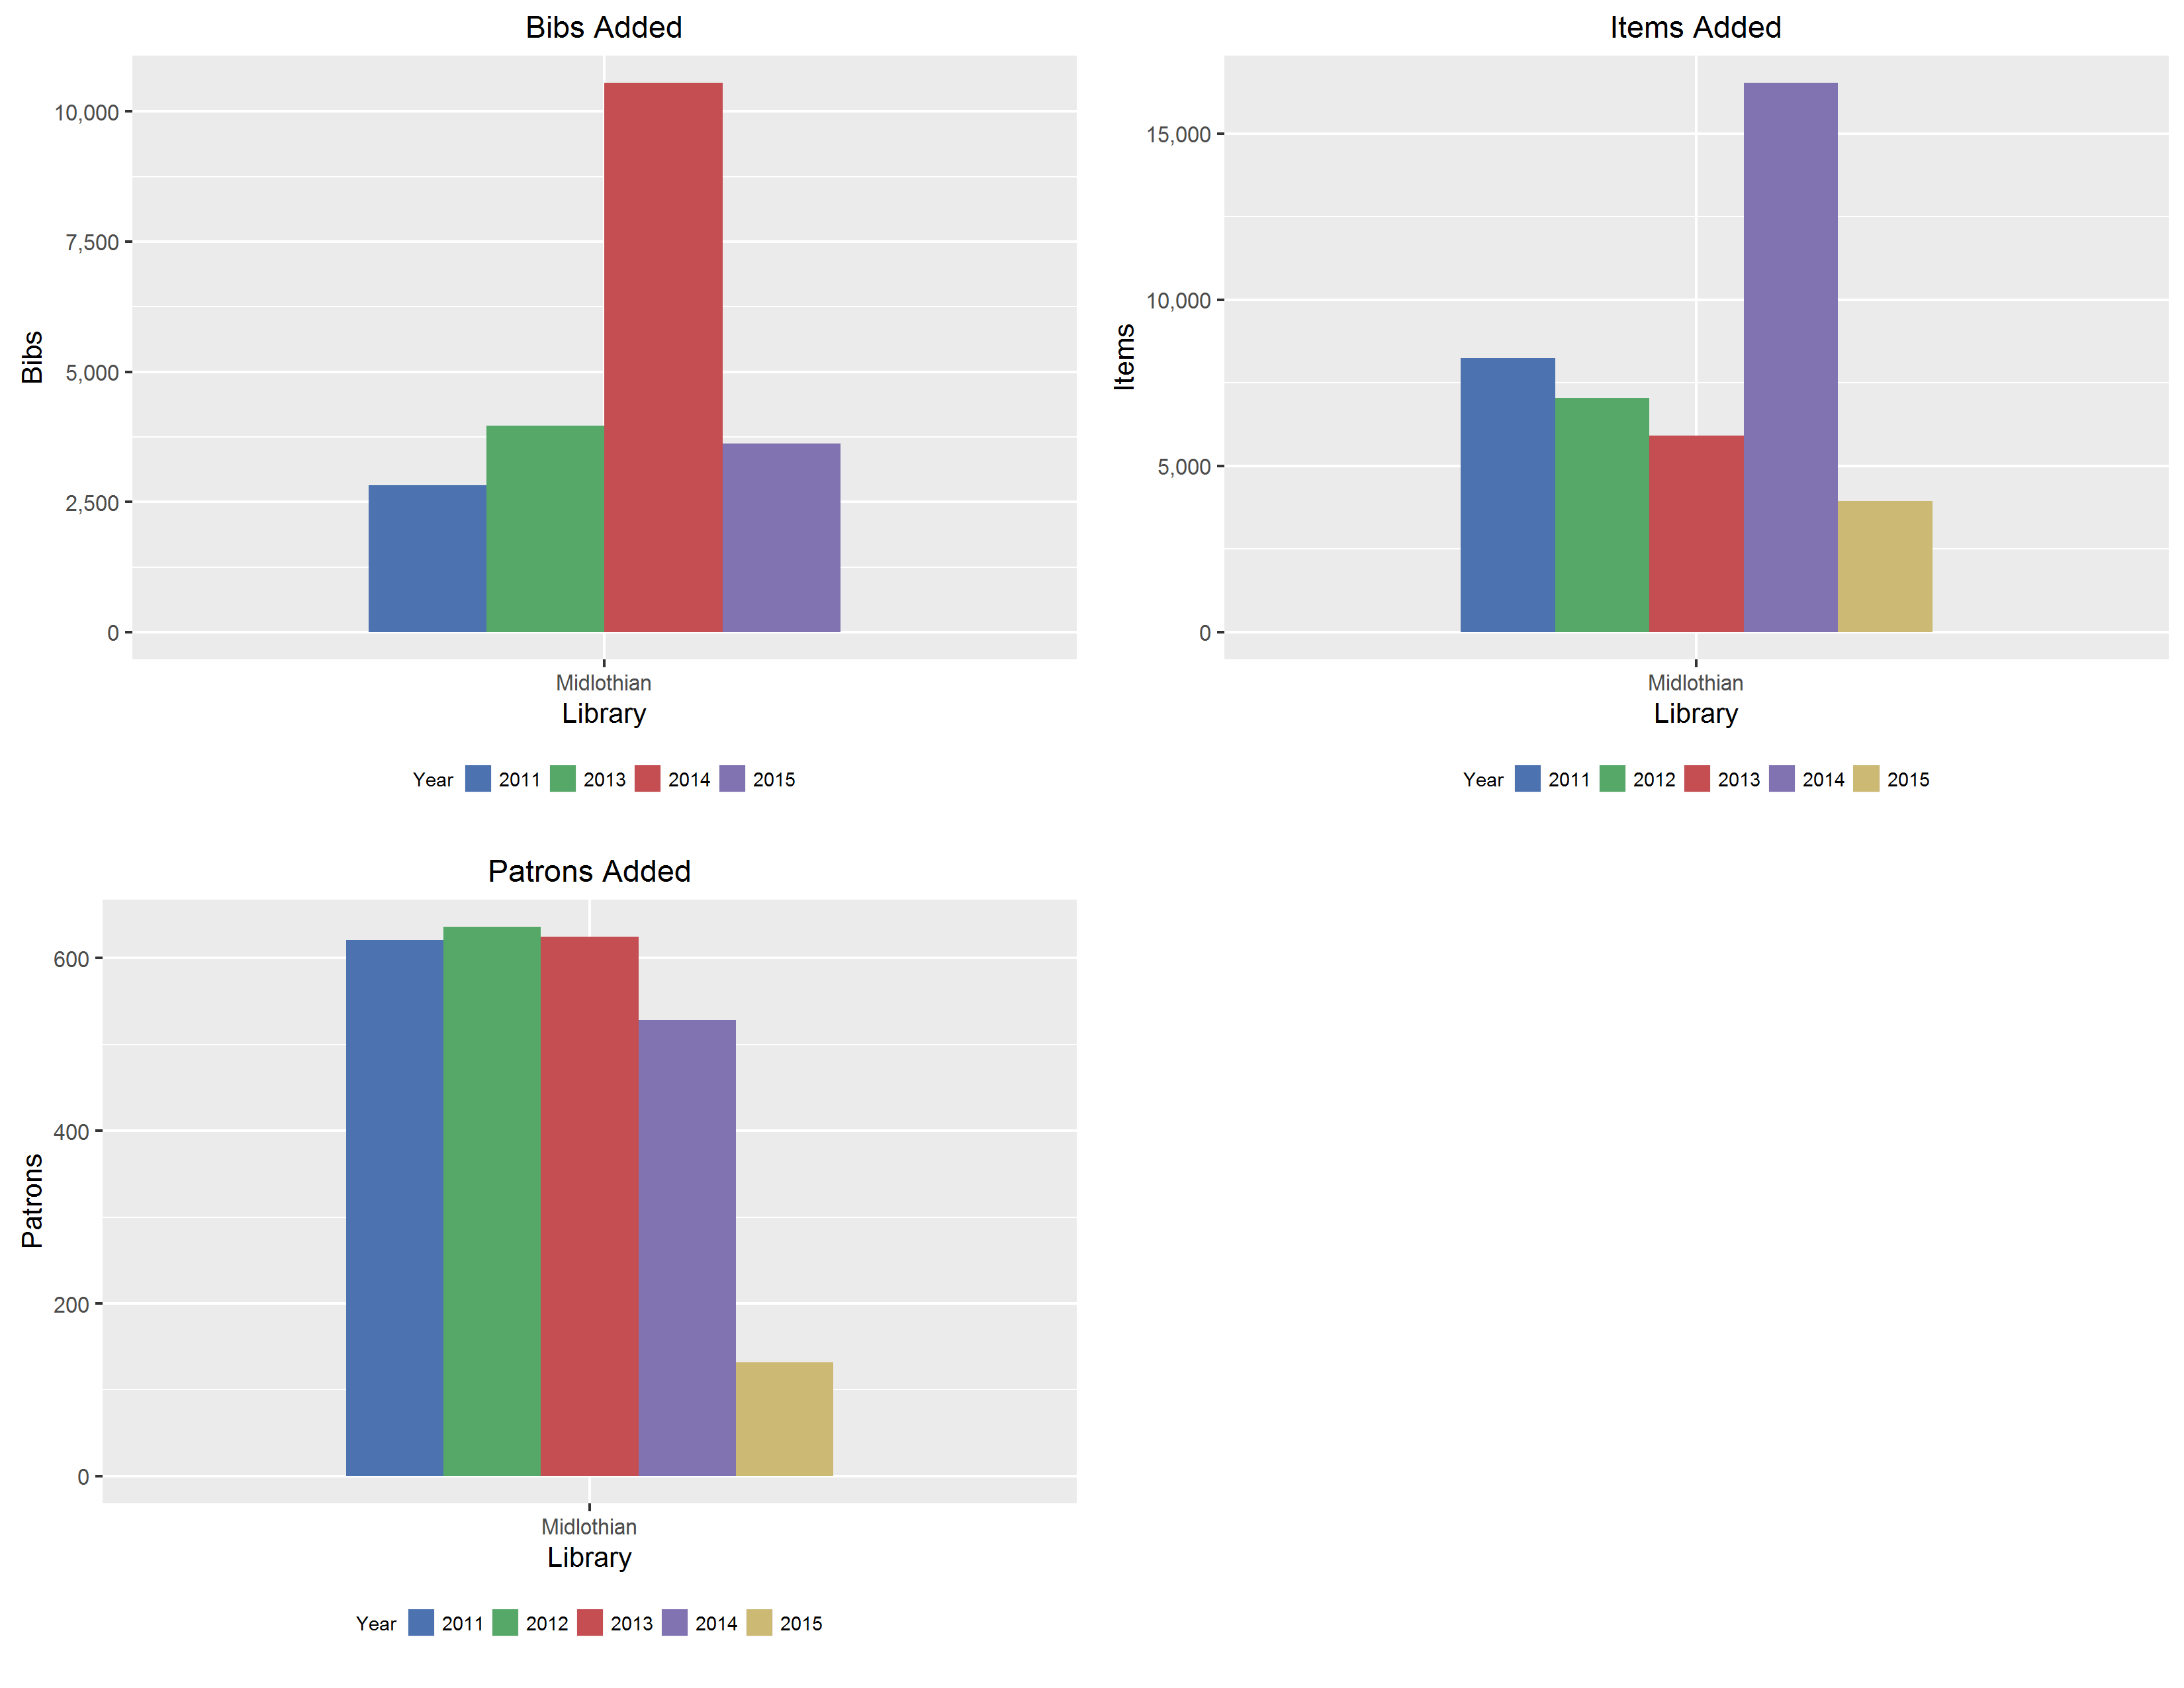 Bibs Added
Bibs
10,000
7,500
5,000
2,500
0
Midlothian
Library
Year 2011 2013 2014 2015
Items Added
Items
15,000
10,000
5,000
0
Midlothian
Library
Year 2011 2012 2013 2014 2015
Patrons Added
Patrons
600
400
200
0
Midlothian
Library
Year 2011 2012 2013 2014 2015